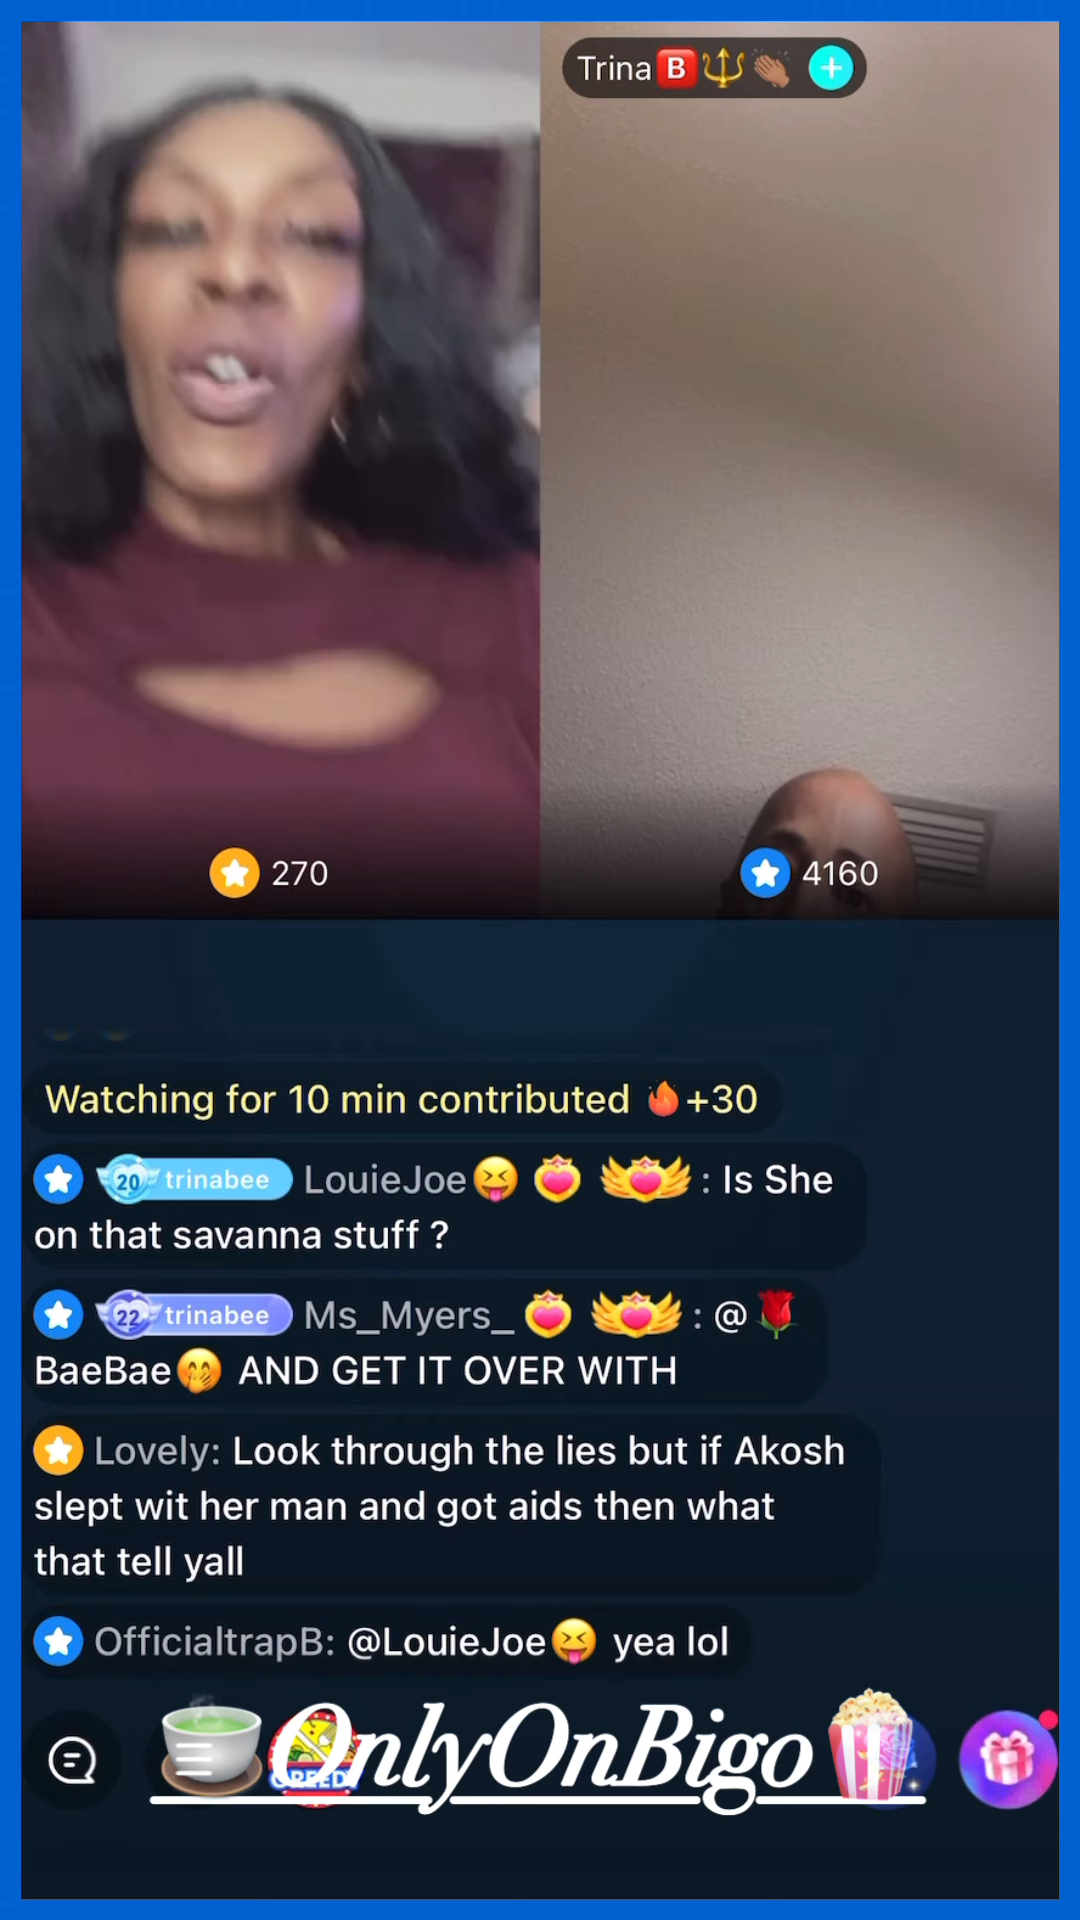 Trina🅱️🔱👏🏾
270
4160
Watching for 10 min contributed 🔥+30
20 trinabee LouieJoe😝 : Is She
on that savanna stuff ?
22 trinabee Ms_Myers_ : @🌹
BaeBae🤭 AND GET IT OVER WITH
Lovely: Look through the lies but if Akosh
slept wit her man and got aids then what
that tell yall
OfficialtrapB: @LouieJoe😝 yea lol
🍵OnlyOnBigo🍿
GREEDY